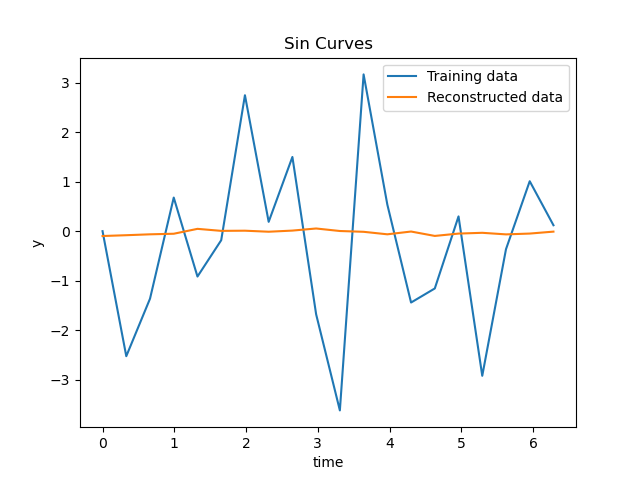 Sin Curves
Training data
Reconstructed data
3
2
1
0
−1
−2
−3
y
0 1 2 3 4 5 6
time